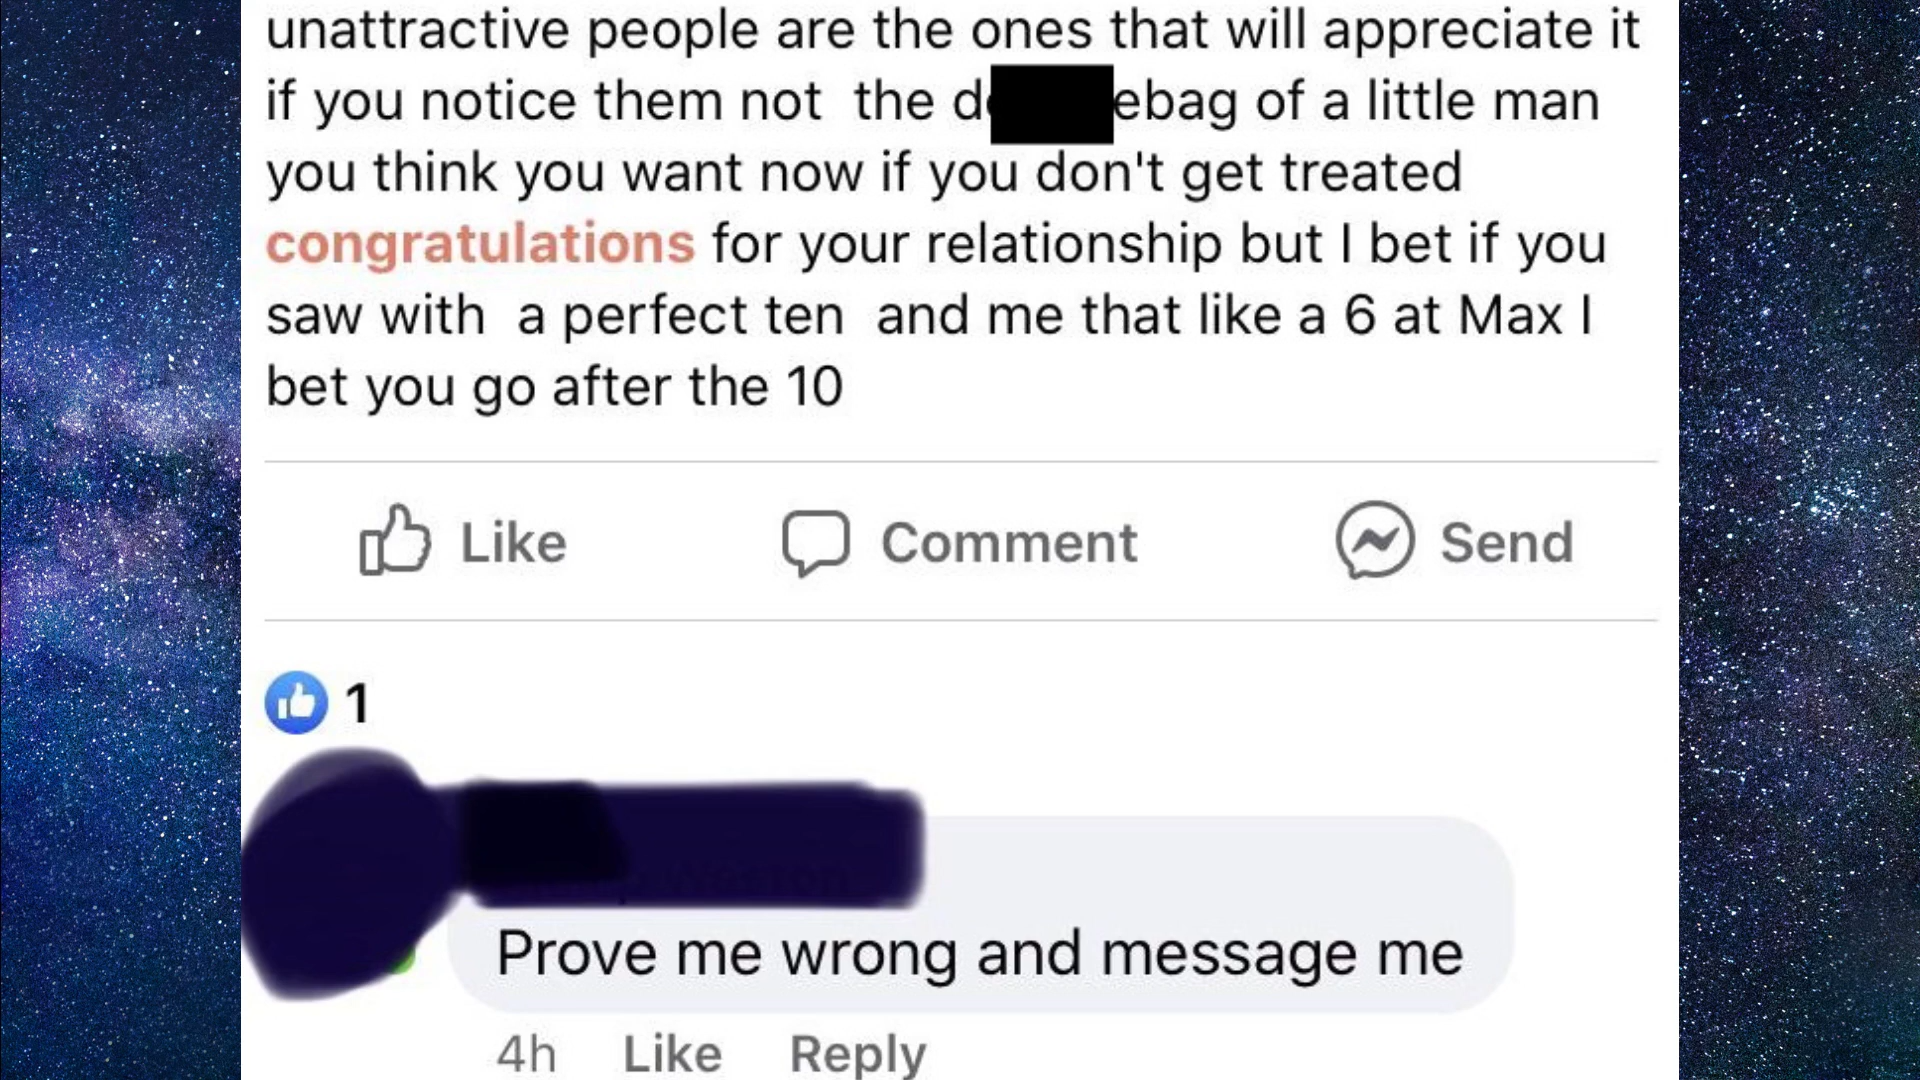 unattractive people are the ones that will appreciate it
if you notice them not the d ebag of a little man
you think you want now if you don't get treated
congratulations for your relationship but I bet if you
saw with a perfect ten and me that like a 6 at Max I
bet you go after the 10
Like Comment Send
1
Prove me wrong and message me
4h Like Reply